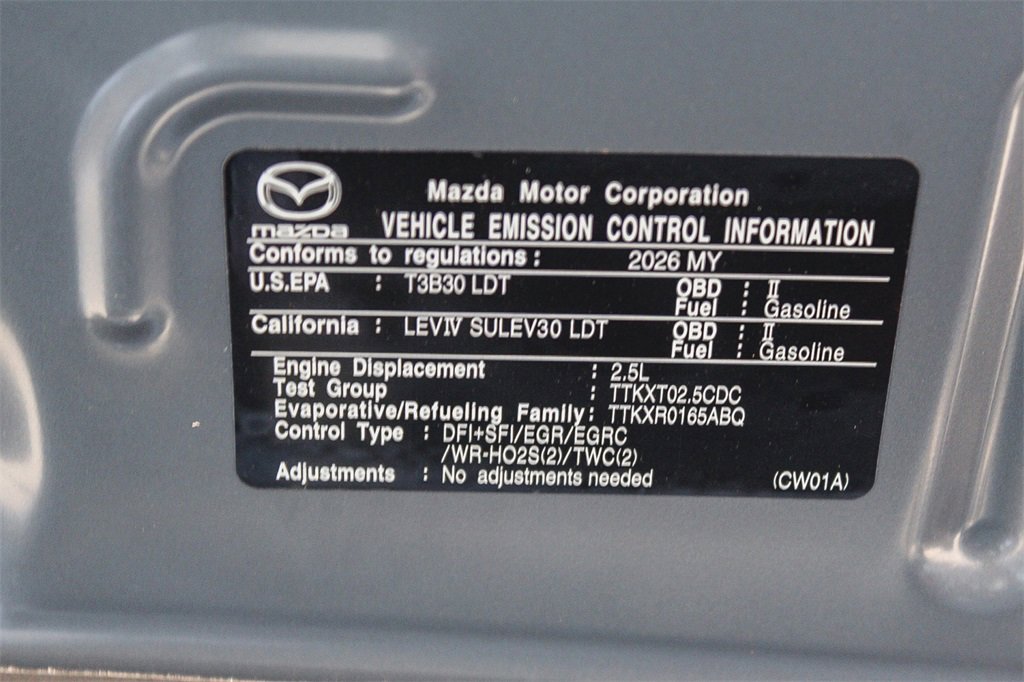 mazda
Mazda Motor Corporation
VEHICLE EMISSION CONTROL INFORMATION
Conforms to regulations : 2026 MY
U.S.EPA : T3B30 LDT OBD : II
Fuel : Gasoline
California : LEVIV SULEV30 LDT OBD : II
Fuel : Gasoline
Engine Displacement : 2.5L
Test Group : TTKXT02.5CDC
Evaporative/Refueling Family: TTKXR0165ABQ
Control Type : DFI+SFI/EGR/EGRC
/WR-HO2S(2)/TWC(2)
Adjustments : No adjustments needed (CW01A)